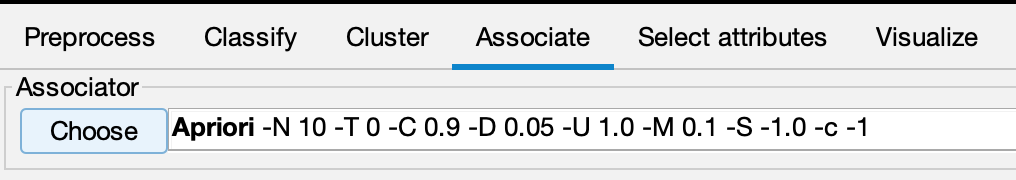 Preprocess Classify Cluster Associate Select attributes Visualize
Associator
Choose Apriori -N 10 -T 0 -C 0.9 -D 0.05 -U 1.0 -M 0.1 -S -1.0 -c -1